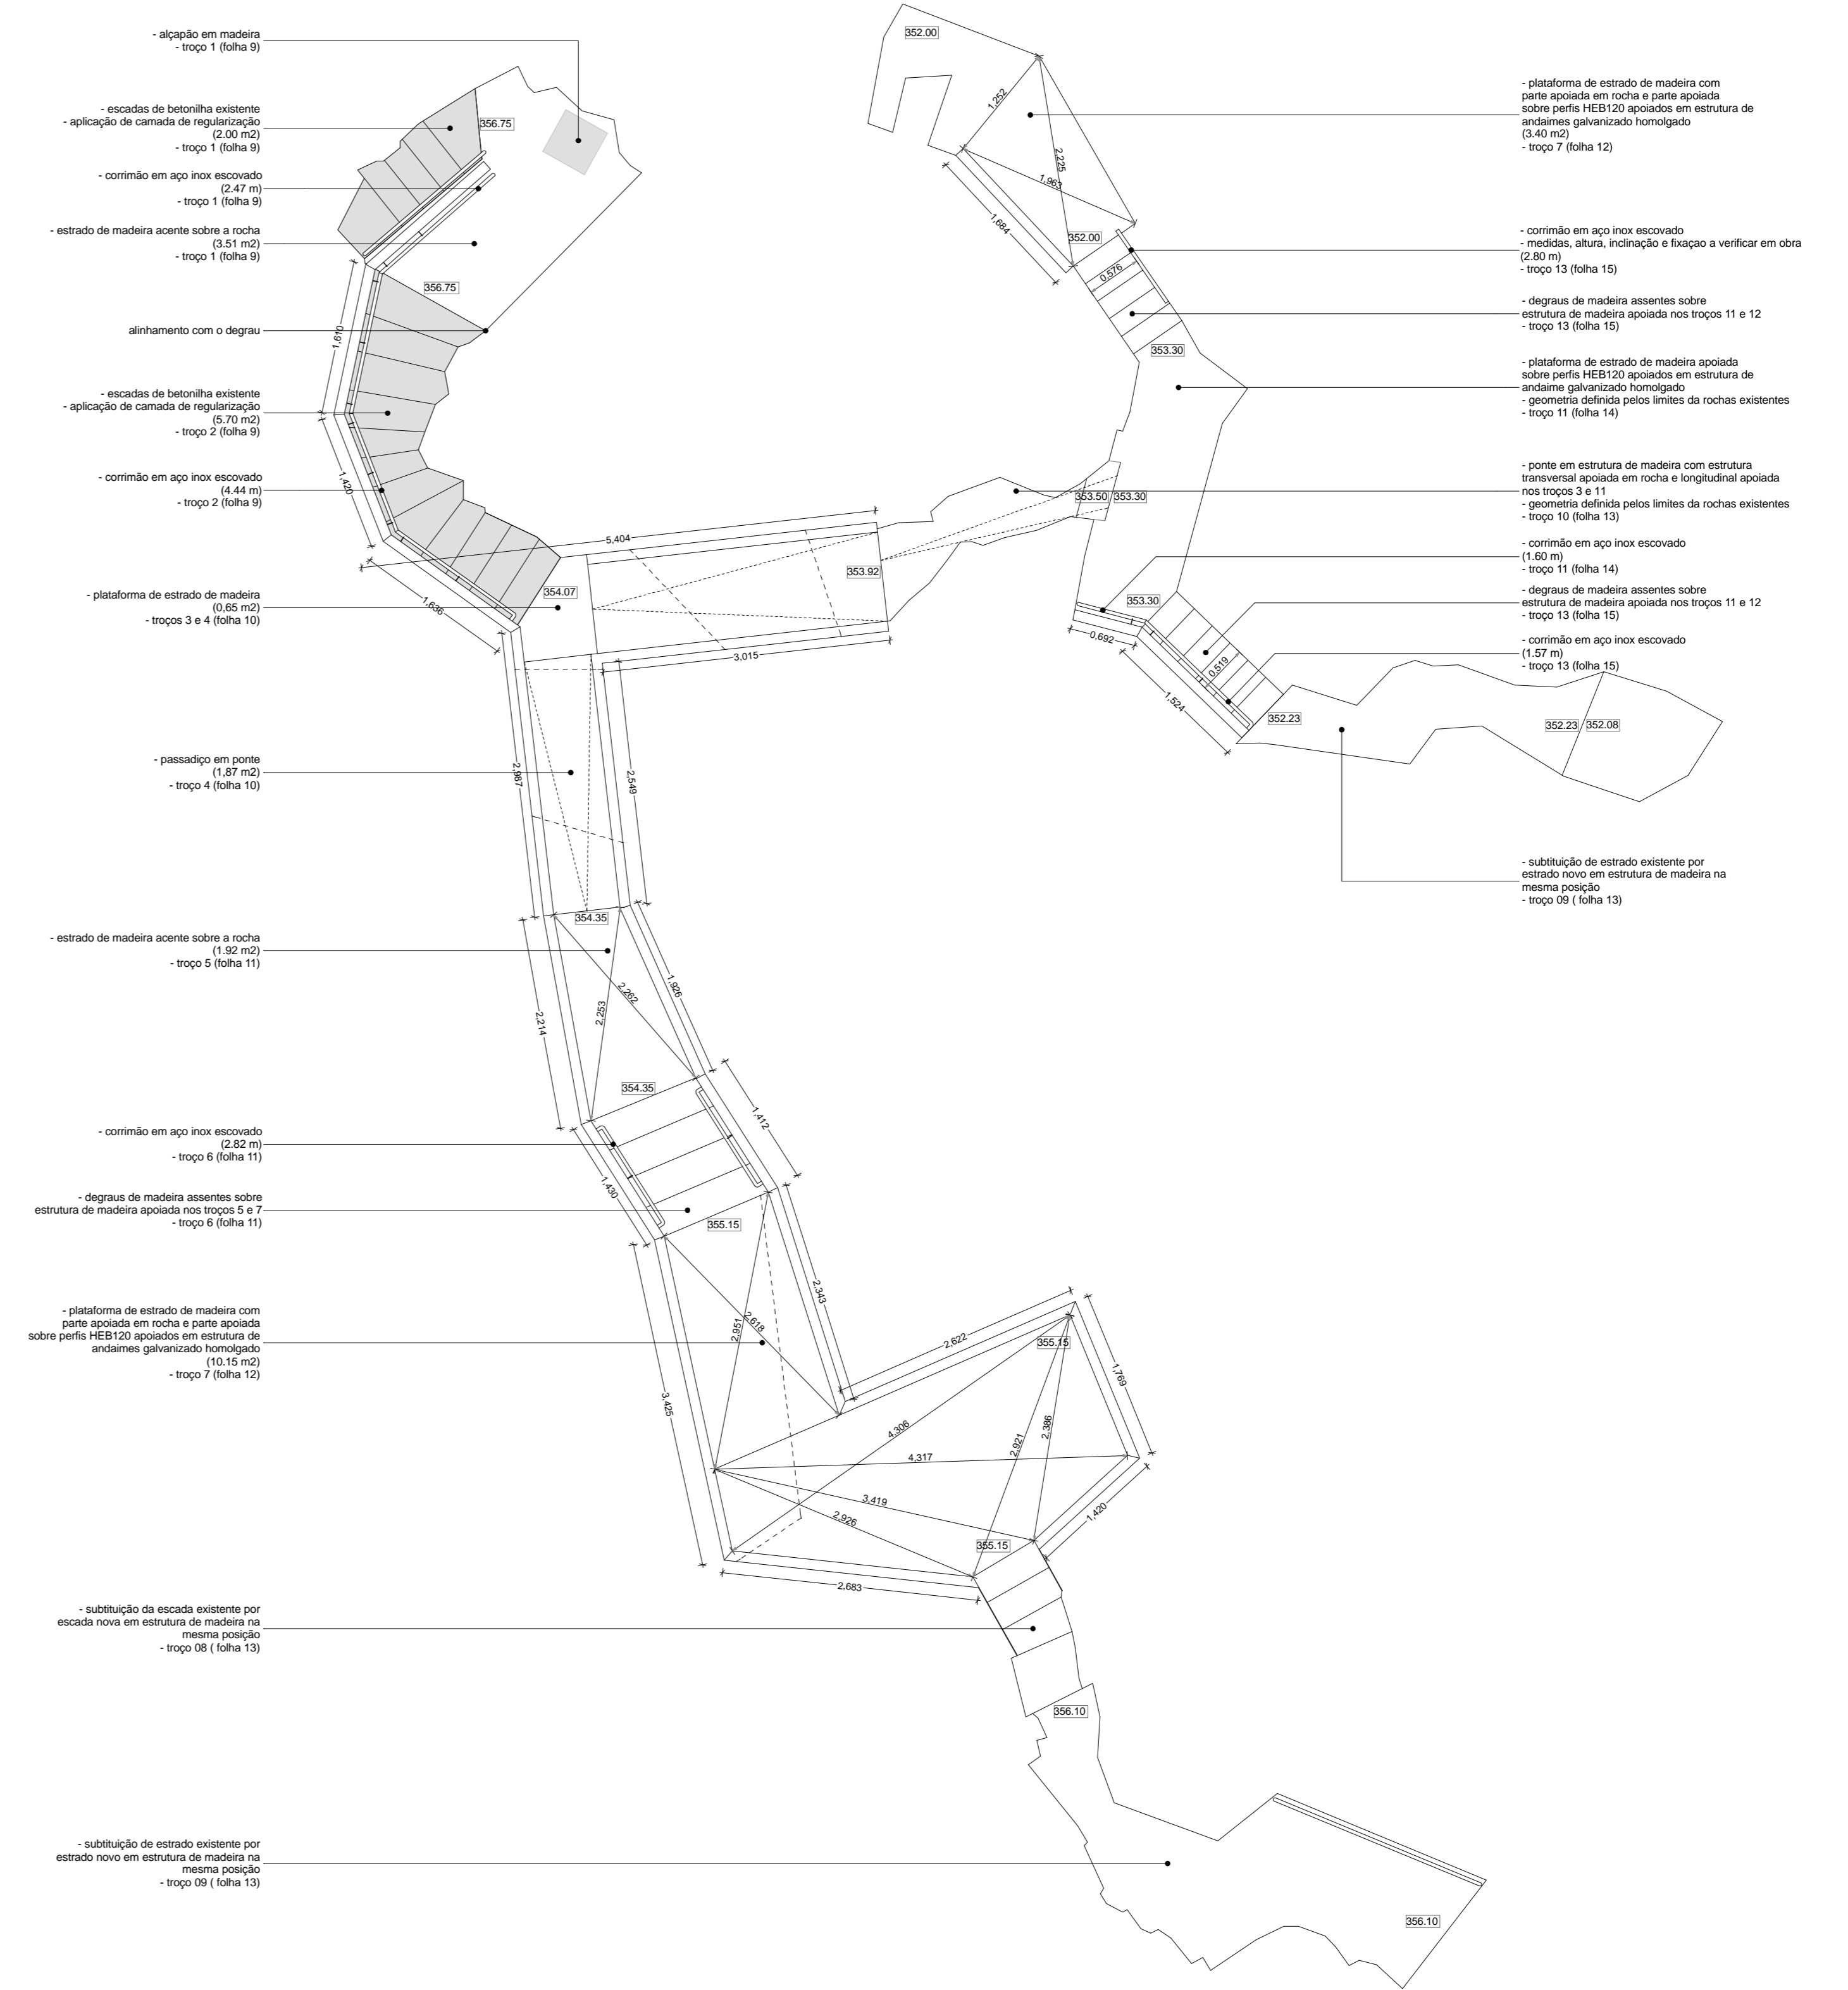 - alçapão em madeira
- troço 1 (folha 9)
- escadas de betonilha existente
- aplicação de camada de regularização
(2.00 m2)
- troço 1 (folha 9)
- corrimão em aço inox escovado
(2.47 m)
- troço 1 (folha 9)
- estrado de madeira acente sobre a rocha
(3.51 m2)
- troço 1 (folha 9)
alinhamento com o degrau
- escadas de betonilha existente
- aplicação de camada de regularização
(5.70 m2)
- troço 2 (folha 9)
- corrimão em aço inox escovado
(4.44 m)
- troço 2 (folha 9)
- plataforma de estrado de madeira
(0,65 m2)
- troços 3 e 4 (folha 10)
- passadiço em ponte
(1,87 m2)
- troço 4 (folha 10)
- estrado de madeira acente sobre a rocha
(1.92 m2)
- troço 5 (folha 11)
- corrimão em aço inox escovado
(2.82 m)
- troço 6 (folha 11)
- degraus de madeira assentes sobre
estrutura de madeira apoiada nos troços 5 e 7
- troço 6 (folha 11)
- plataforma de estrado de madeira com
parte apoiada em rocha e parte apoiada
sobre perfis HEB120 apoiados em estrutura de
andaimes galvanizado homolgado
(10.15 m2)
- troço 7 (folha 12)
- subtituição da escada existente por
escada nova em estrutura de madeira na
mesma posição
- troço 08 ( folha 13)
- subtituição de estrado existente por
estrado novo em estrutura de madeira na
mesma posição
- troço 09 ( folha 13)
356.75
356.75
1,610
1,420
1,636
5,404
354.07
353.92
3,015
2,987
2,549
354.35
2,262
2,253
1,926
2,214
354.35
1,412
1,430
355.15
2,343
2,951
2,618
3,425
2,622
355.15
1,769
4,306
2,921
2,386
4,317
3,419
2,926
1,420
355.15
2,683
356.10
356.10
352.00
1,252
2,225
1,963
1,684
352.00
0,576
353.30
353.50
353.30
353.30
0,692
0,519
1,524
352.23
352.23
352.08
- plataforma de estrado de madeira com
parte apoiada em rocha e parte apoiada
sobre perfis HEB120 apoiados em estrutura de
andaimes galvanizado homolgado
(3.40 m2)
- troço 7 (folha 12)
- corrimão em aço inox escovado
- medidas, altura, inclinação e fixaçao a verificar em obra
(2.80 m)
- troço 13 (folha 15)
- degraus de madeira assentes sobre
estrutura de madeira apoiada nos troços 11 e 12
- troço 13 (folha 15)
- plataforma de estrado de madeira apoiada
sobre perfis HEB120 apoiados em estrutura de
andaime galvanizado homolgado
- geometria definida pelos limites da rochas existentes
- troço 11 (folha 14)
- ponte em estrutura de madeira com estrutura
transversal apoiada em rocha e longitudinal apoiada
nos troços 3 e 11
- geometria definida pelos limites da rochas existentes
- troço 10 (folha 13)
- corrimão em aço inox escovado
(1.60 m)
- troço 11 (folha 14)
- degraus de madeira assentes sobre
estrutura de madeira apoiada nos troços 11 e 12
- troço 13 (folha 15)
- corrimão em aço inox escovado
(1.57 m)
- troço 13 (folha 15)
- subtituição de estrado existente por
estrado novo em estrutura de madeira na
mesma posição
- troço 09 ( folha 13)